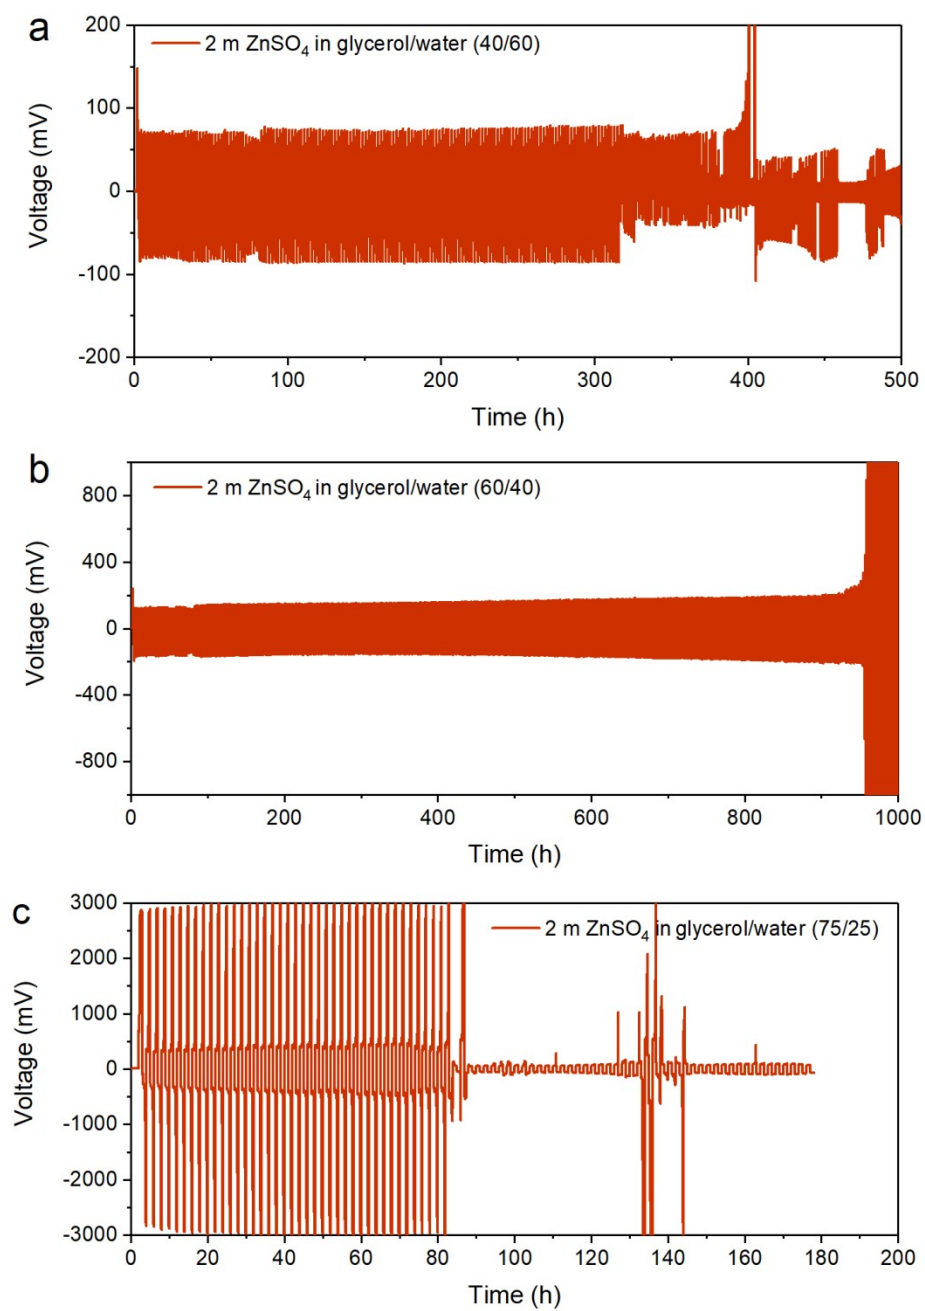 a
2 m ZnSO4 in glycerol/water (40/60)
200
100
0
-100
-200
Voltage (mV)
0 100 200 300 400 500
Time (h)
b
2 m ZnSO4 in glycerol/water (60/40)
800
400
0
-400
-800
Voltage (mV)
0 200 400 600 800 1000
Time (h)
c
2 m ZnSO4 in glycerol/water (75/25)
3000
2000
1000
0
-1000
-2000
-3000
Voltage (mV)
0 20 40 60 80 100 120 140 160 180 200
Time (h)